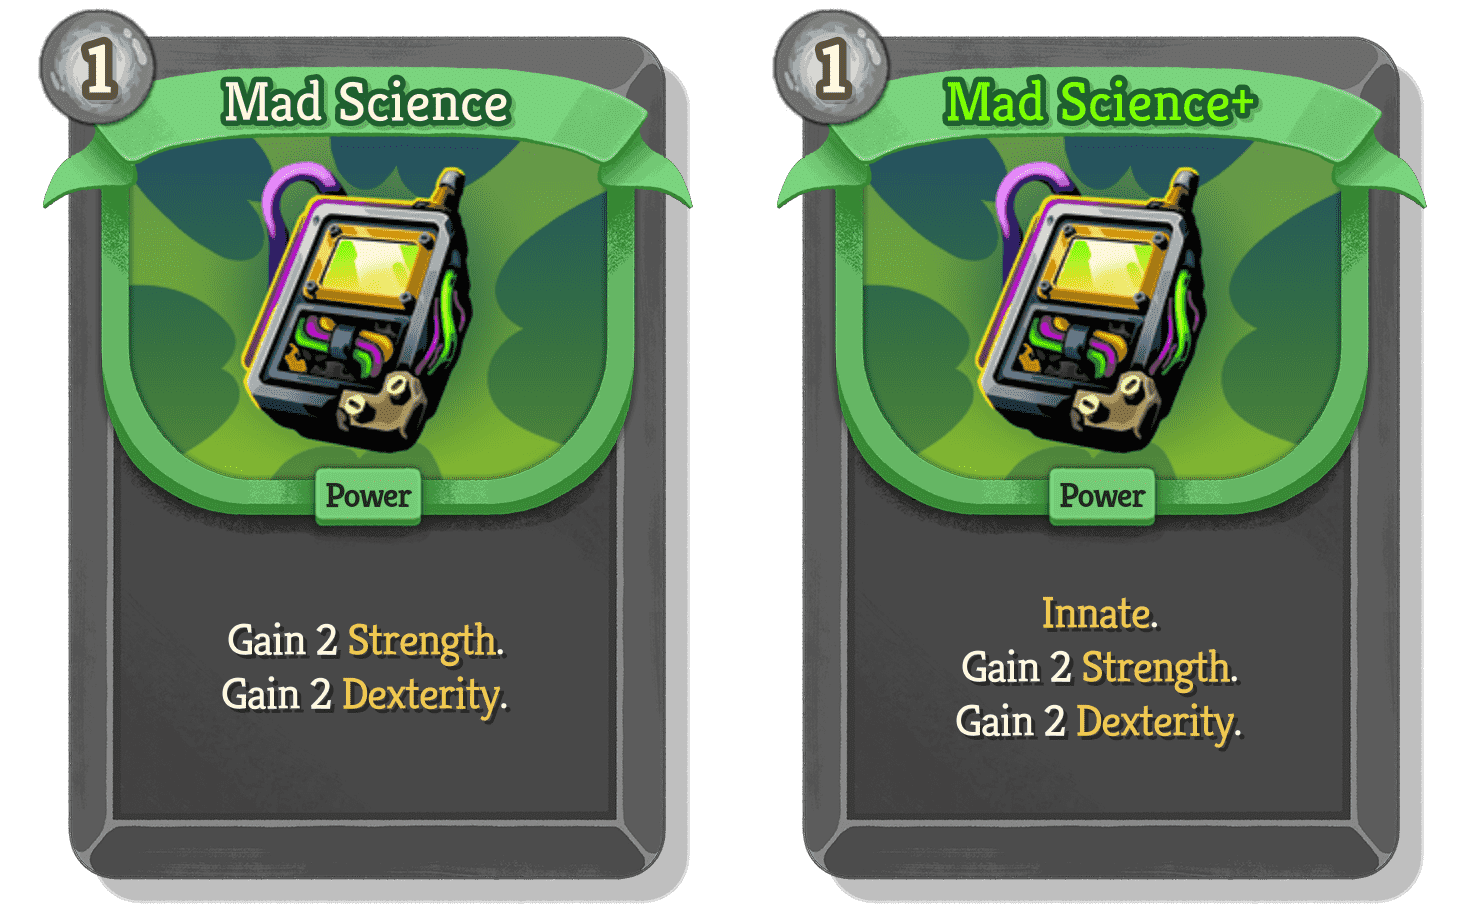 1
Mad Science
Power
Gain 2 Strength.
Gain 2 Dexterity.
1
Mad Science+
Power
Innate.
Gain 2 Strength.
Gain 2 Dexterity.